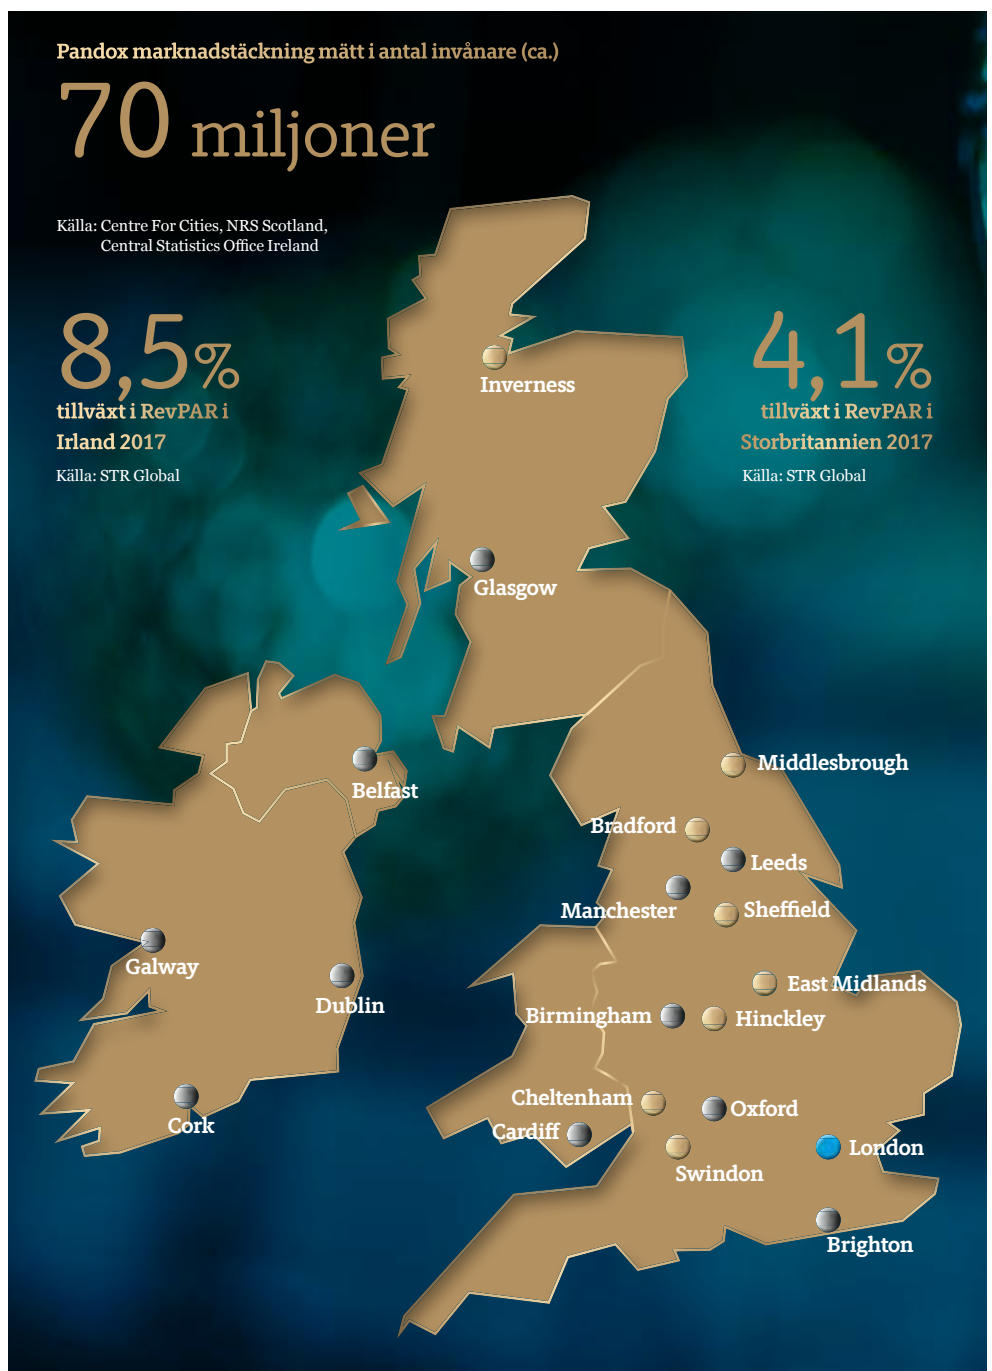 Pandox marknadstäckning mätt i antal invånare (ca.)
70 miljoner
Källa: Centre For Cities, NRS Scotland,
Central Statistics Office Ireland
8,5%
tillväxt i RevPAR i
Irland 2017
Källa: STR Global
4,1%
tillväxt i RevPAR i
Storbritannien 2017
Källa: STR Global
Inverness
Glasgow
Belfast
Middlesbrough
Bradford
Leeds
Manchester
Sheffield
Galway
Dublin
East Midlands
Birmingham
Hinckley
Cork
Cheltenham
Oxford
Cardiff
London
Swindon
Brighton